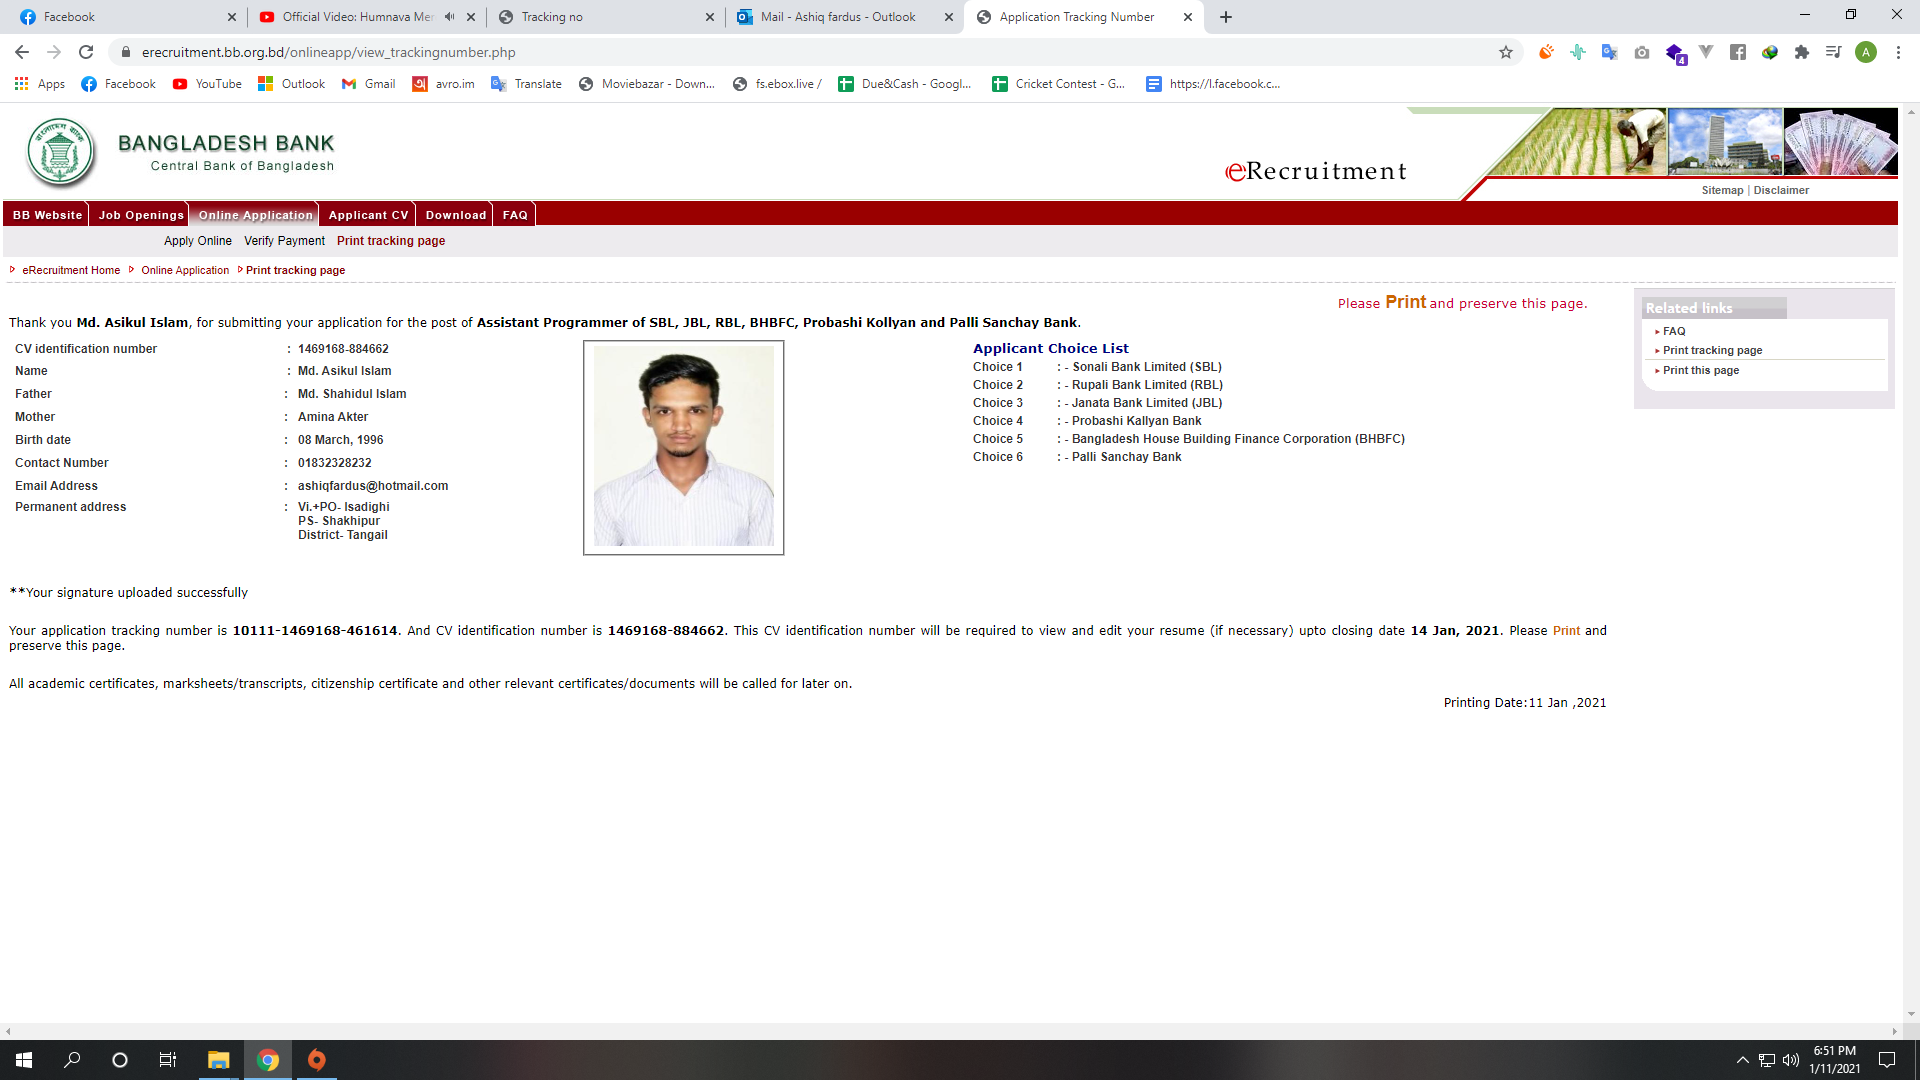 Facebook
Official Video: Humnava Mer
Tracking no
Mail - Ashiq fardus - Outlook
Application Tracking Number
erecruitment.bb.org.bd/onlineapp/view_trackingnumber.php
4
A
Apps
Facebook
YouTube
Outlook
Gmail
avro.im
Translate
Moviebazar - Down...
fs.ebox.live /
Due&Cash - Googl...
Cricket Contest - G...
https://l.facebook.c...
BANGLADESH BANK
Central Bank of Bangladesh
eRecruitment
Sitemap | Disclaimer
BB Website
Job Openings
Online Application
Applicant CV
Download
FAQ
Apply Online
Verify Payment
Print tracking page
eRecruitment Home
Online Application
Print tracking page
Please Print and preserve this page.
Thank you Md. Asikul Islam, for submitting your application for the post of Assistant Programmer of SBL, JBL, RBL, BHBFC, Probashi Kollyan and Palli Sanchay Bank.
CV identification number : 1469168-884662
Name : Md. Asikul Islam
Father : Md. Shahidul Islam
Mother : Amina Akter
Birth date : 08 March, 1996
Contact Number : 01832328232
Email Address : ashiqfardus@hotmail.com
Permanent address : Vi.+PO- Isadighi
PS- Shakhipur
District- Tangail
Applicant Choice List
Choice 1 : - Sonali Bank Limited (SBL)
Choice 2 : - Rupali Bank Limited (RBL)
Choice 3 : - Janata Bank Limited (JBL)
Choice 4 : - Probashi Kallyan Bank
Choice 5 : - Bangladesh House Building Finance Corporation (BHBFC)
Choice 6 : - Palli Sanchay Bank
Related links
FAQ
Print tracking page
Print this page
**Your signature uploaded successfully
Your application tracking number is 10111-1469168-461614. And CV identification number is 1469168-884662. This CV identification number will be required to view and edit your resume (if necessary) upto closing date 14 Jan, 2021. Please Print and
preserve this page.
All academic certificates, marksheets/transcripts, citizenship certificate and other relevant certificates/documents will be called for later on.
Printing Date:11 Jan ,2021
6:51 PM
1/11/2021